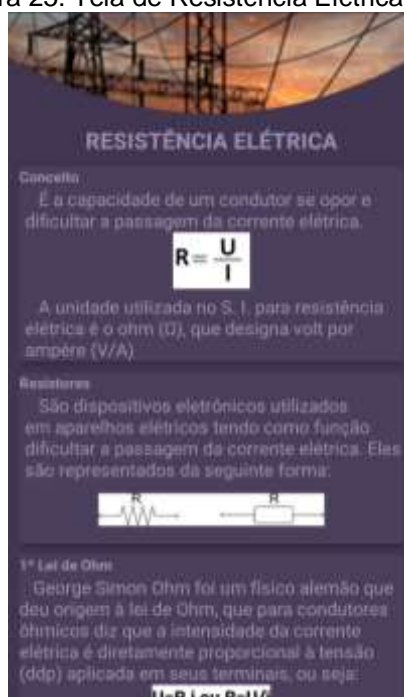 a 25: Tela de Resistência Elétrica
RESISTÊNCIA ELÉTRICA
Conceito
É a capacidade de um condutor se opor e
dificultar a passagem da corrente elétrica.
R = U
I
A unidade utilizada no S. I. para resistência
elétrica é o ohm (Ω), que designa volt por
ampère (V/A)
Resistores
São dispositivos eletrônicos utilizados
em aparelhos elétricos tendo como função
dificultar a passagem da corrente elétrica. Eles
são representados da seguinte forma:
R R
1ª Lei de Ohm
George Simon Ohm foi um físico alemão que
deu origem à lei de Ohm, que para condutores
ôhmicos diz que a intensidade da corrente
elétrica é diretamente proporcional à tensão
(ddp) aplicada em seus terminais, ou seja: